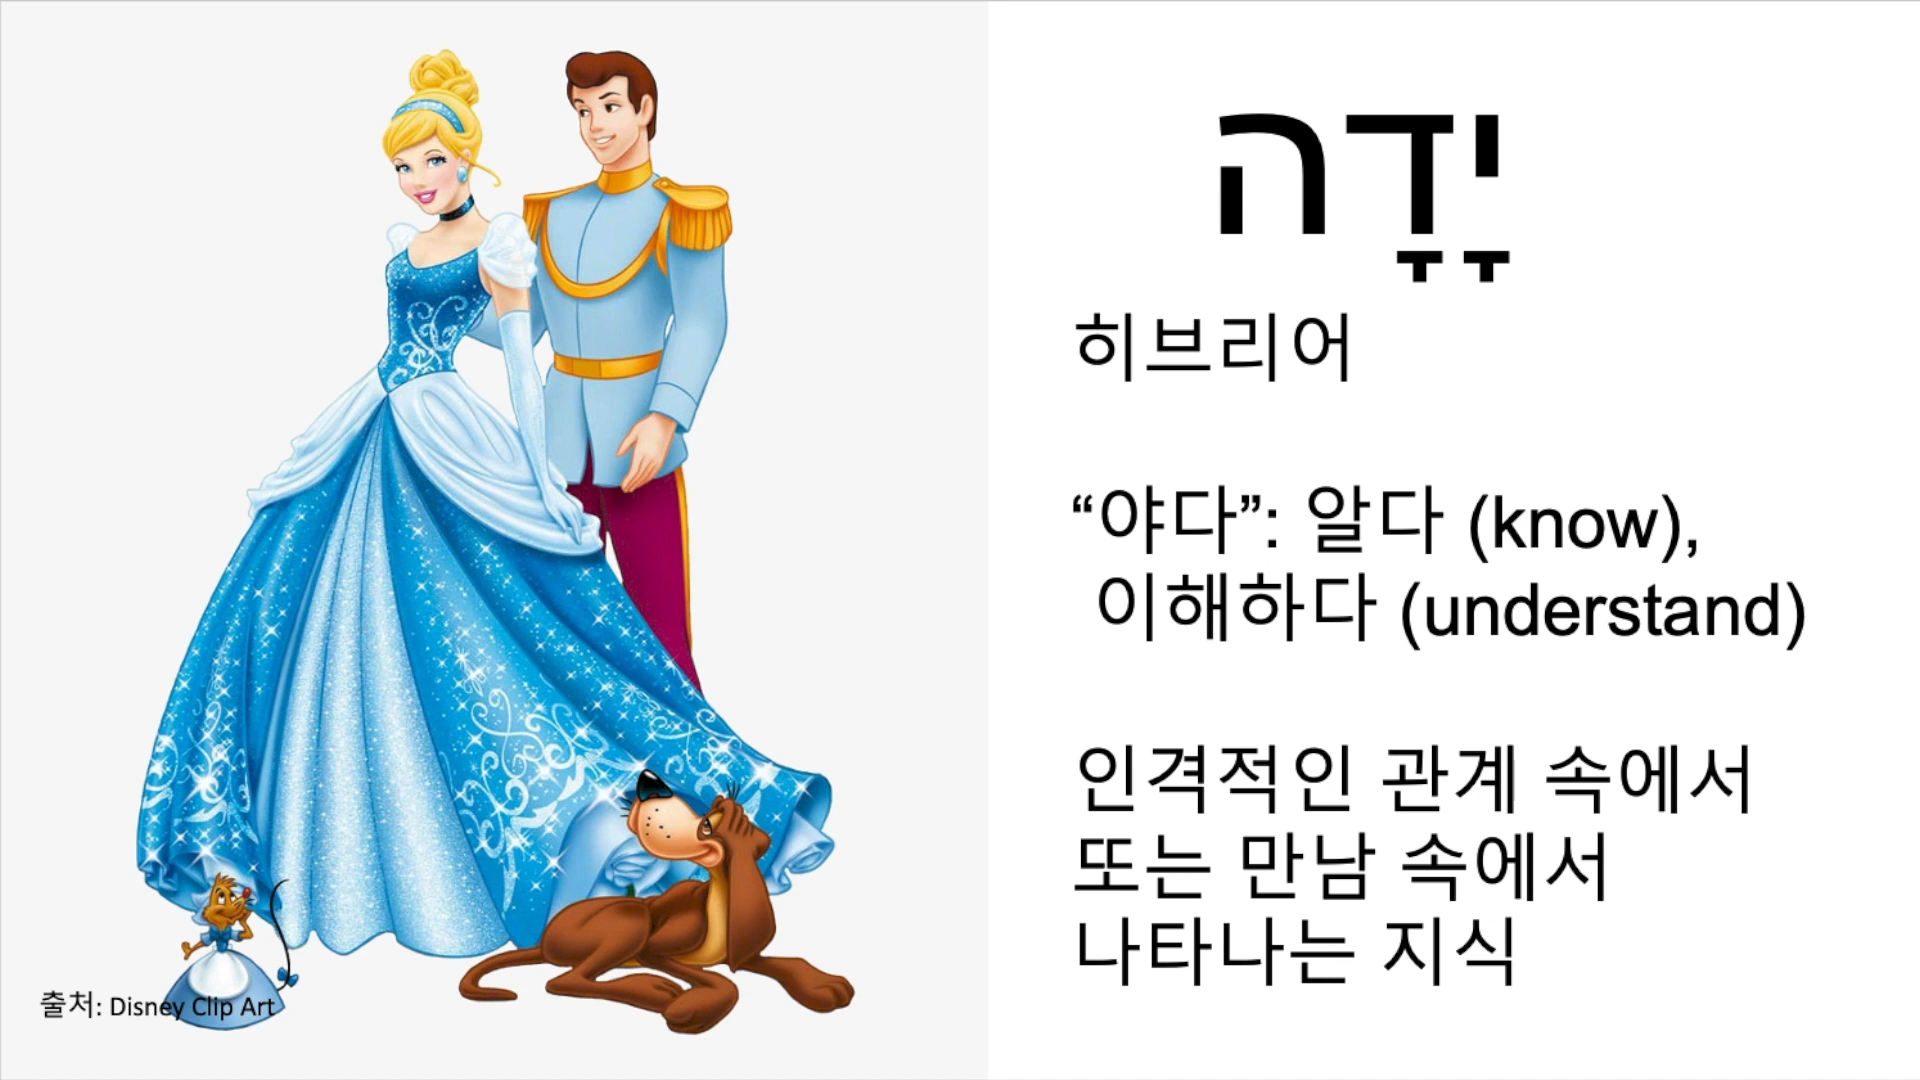 יָדָה
히브리어
“야다”: 알다 (know),
이해하다 (understand)
인격적인 관계 속에서
또는 만남 속에서
나타나는 지식
출처: Disney Clip Art